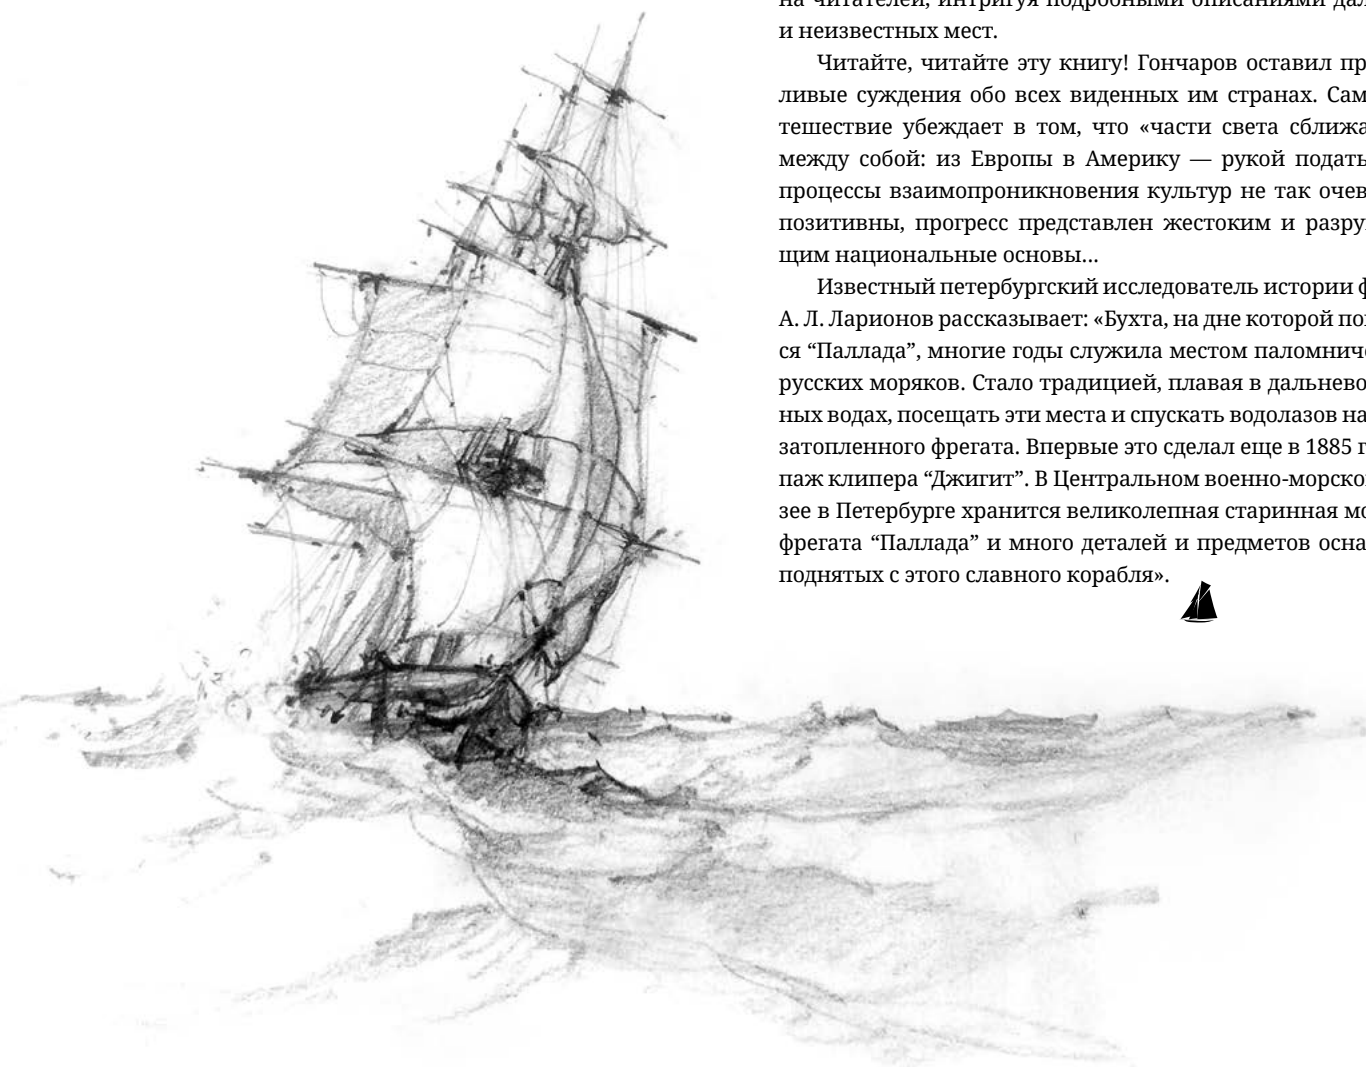 на читателей, интригуя подробными описаниями дал
и неизвестных мест.
Читайте, читайте эту книгу! Гончаров оставил пр
ливые суждения обо всех виденных им странах. Сам
тешествие убеждает в том, что «части света сближа
между собой: из Европы в Америку — рукой подать
процессы взаимопроникновения культур не так очев
позитивны, прогресс представлен жестоким и разру
щим национальные основы...
Известный петербургский исследователь истории ф
А. Л. Ларионов рассказывает: «Бухта, на дне которой по
ся “Паллада”, многие годы служила местом паломниче
русских моряков. Стало традицией, плавая в дальнево
ных водах, посещать эти места и спускать водолазов на
затопленного фрегата. Впервые это сделал еще в 1885 г
паж клипера “Джигит”. В Центральном военно-морско
зее в Петербурге хранится великолепная старинная мо
фрегата “Паллада” и много деталей и предметов осна
поднятых с этого славного корабля».